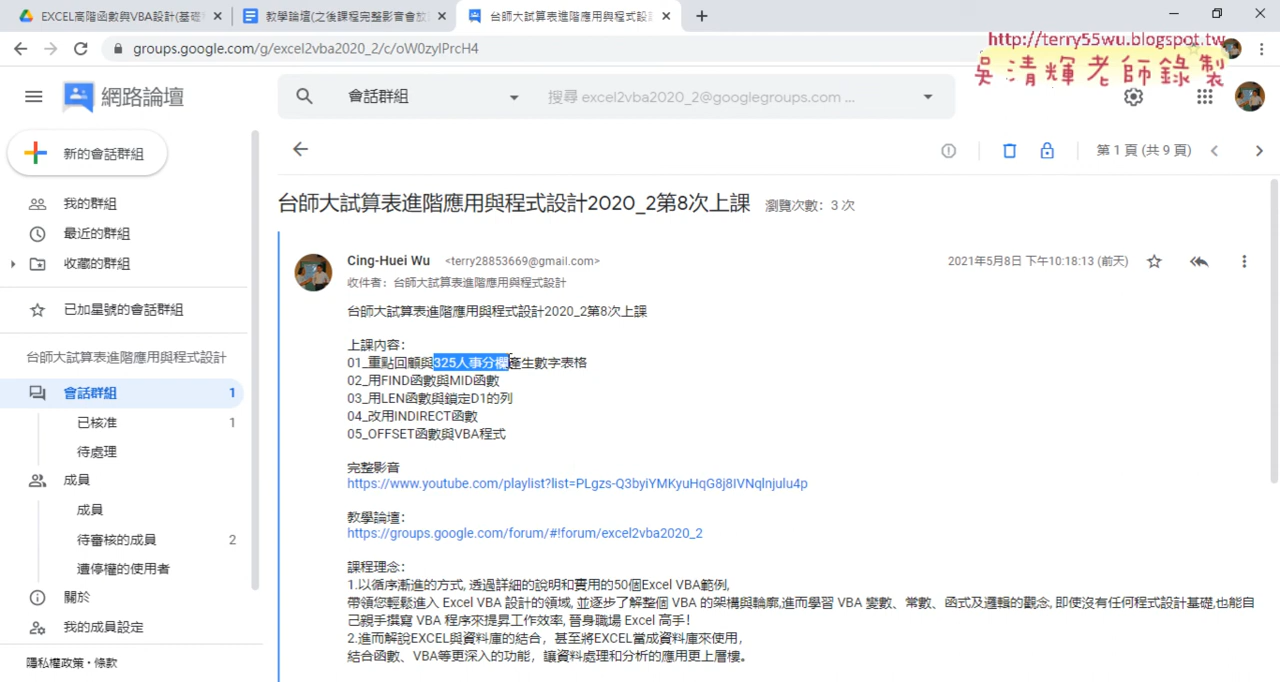 EXCEL高階函數與VBA設計(基礎
教學論壇(之後課程完整影音會放
台師大試算表進階應用與程式設計
groups.google.com/g/excel2vba2020_2/c/oW0zylPrcH4
http://terry55wu.blogspot.tw
吳清輝老師錄製
網路論壇
會話群組
搜尋 excel2vba2020_2@googlegroups.com ...
新的會話群組
第 1 頁 (共 9 頁)
我的群組
最近的群組
收藏的群組
已加星號的會話群組
台師大試算表進階應用與程式設計
會話群組 1
已核准 1
待處理
成員
成員
待審核的成員 2
遭停權的使用者
關於
我的成員設定
隱私權政策 • 條款
台師大試算表進階應用與程式設計2020_2第8次上課 瀏覽次數：3 次
Cing-Huei Wu <terry28853669@gmail.com>
2021年5月8日 下午10:18:13 (前天)
收件者：台師大試算表進階應用與程式設計
台師大試算表進階應用與程式設計2020_2第8次上課
上課內容：
01_重點回顧與325人事分欄產生數字表格
02_用FIND函數與MID函數
03_用LEN函數與鎖定D1的列
04_改用INDIRECT函數
05_OFFSET函數與VBA程式
完整影音
https://www.youtube.com/playlist?list=PLgzs-Q3byiYMKyuHqG8j8IVNqlnjulu4p
教學論壇：
https://groups.google.com/forum/#!forum/excel2vba2020_2
課程理念：
1.以循序漸進的方式, 透過詳細的說明和實用的50個Excel VBA範例,
帶領您輕鬆進入 Excel VBA 設計的領域, 並逐步了解整個 VBA 的架構與輪廓,進而學習 VBA 變數、常數、函式及邏輯的觀念, 即使沒有任何程式設計基礎,也能自
己親手撰寫 VBA 程序來提昇工作效率, 晉身職場 Excel 高手！
2.進而解說EXCEL與資料庫的結合，甚至將EXCEL當成資料庫來使用，
結合函數、VBA等更深入的功能，讓資料處理和分析的應用更上層樓。